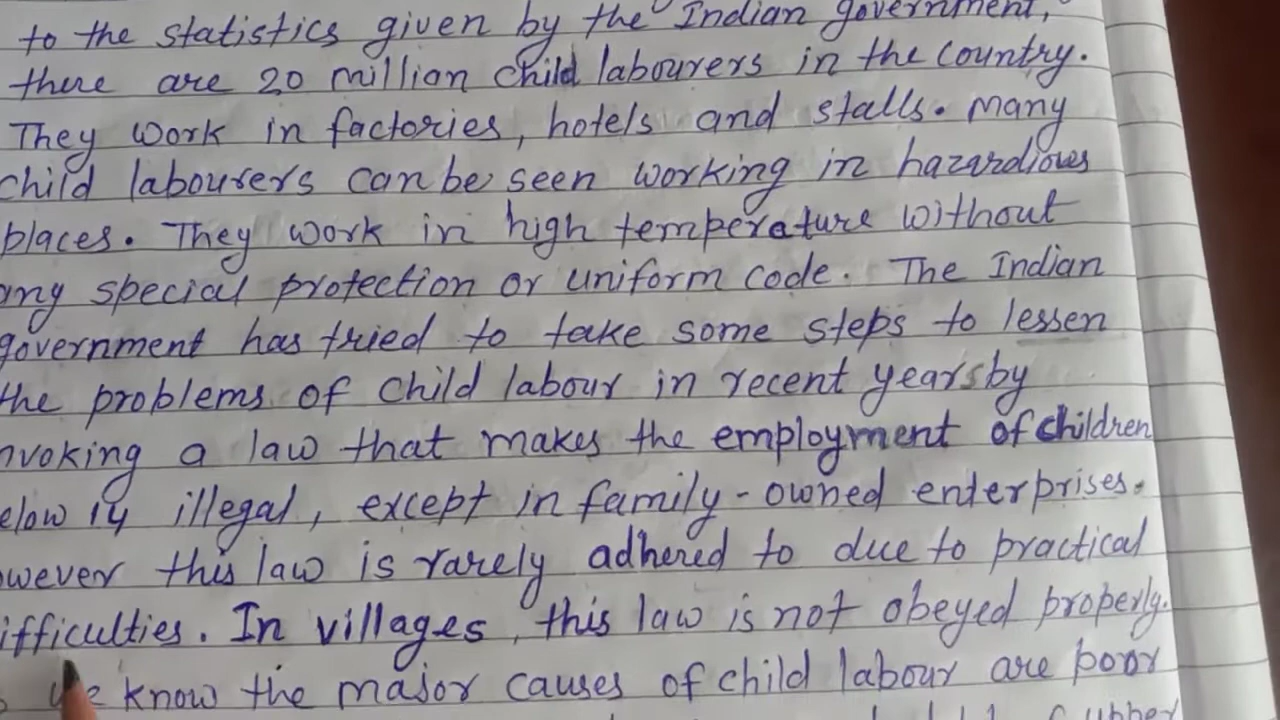 to the statistics given by the Indian government,
there are 20 million child labourers in the country.
They work in factories, hotels and stalls. Many
child labourers can be seen working in hazardious
places. They work in high temperature without
any special protection or uniform code. The Indian
government has tried to take some steps to lessen
the problems of child labour in recent years by
nvoking a law that makes the employment of children
elow 14 illegal, except in family-owned enterprises.
owever this law is rarely adhered to due to practical
ifficulties. In villages, this law is not obeyed properly.
we know the major causes of child labour are poor